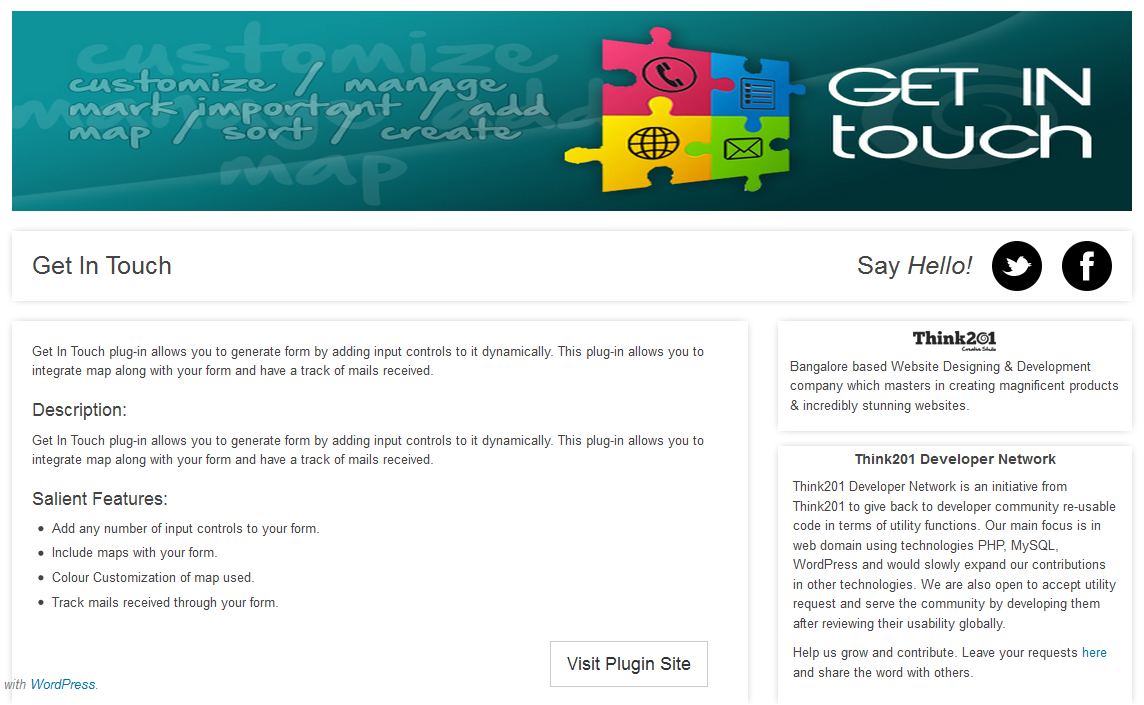 customize
customize / manage
mark important / add
map / sort / create
map
GET IN
touch
Get In Touch
Say Hello!
Get In Touch plug-in allows you to generate form by adding input controls to it dynamically. This plug-in allows you to
integrate map along with your form and have a track of mails received.
Description:
Get In Touch plug-in allows you to generate form by adding input controls to it dynamically. This plug-in allows you to
integrate map along with your form and have a track of mails received.
Salient Features:
Add any number of input controls to your form.
Include maps with your form.
Colour Customization of map used.
Track mails received through your form.
Visit Plugin Site
with WordPress.
Think201
Creative Studio
Bangalore based Website Designing & Development
company which masters in creating magnificent products
& incredibly stunning websites.
Think201 Developer Network
Think201 Developer Network is an initiative from
Think201 to give back to developer community re-usable
code in terms of utility functions. Our main focus is in
web domain using technologies PHP, MySQL,
WordPress and would slowly expand our contributions
in other technologies. We are also open to accept utility
request and serve the community by developing them
after reviewing their usability globally.
Help us grow and contribute. Leave your requests here
and share the word with others.